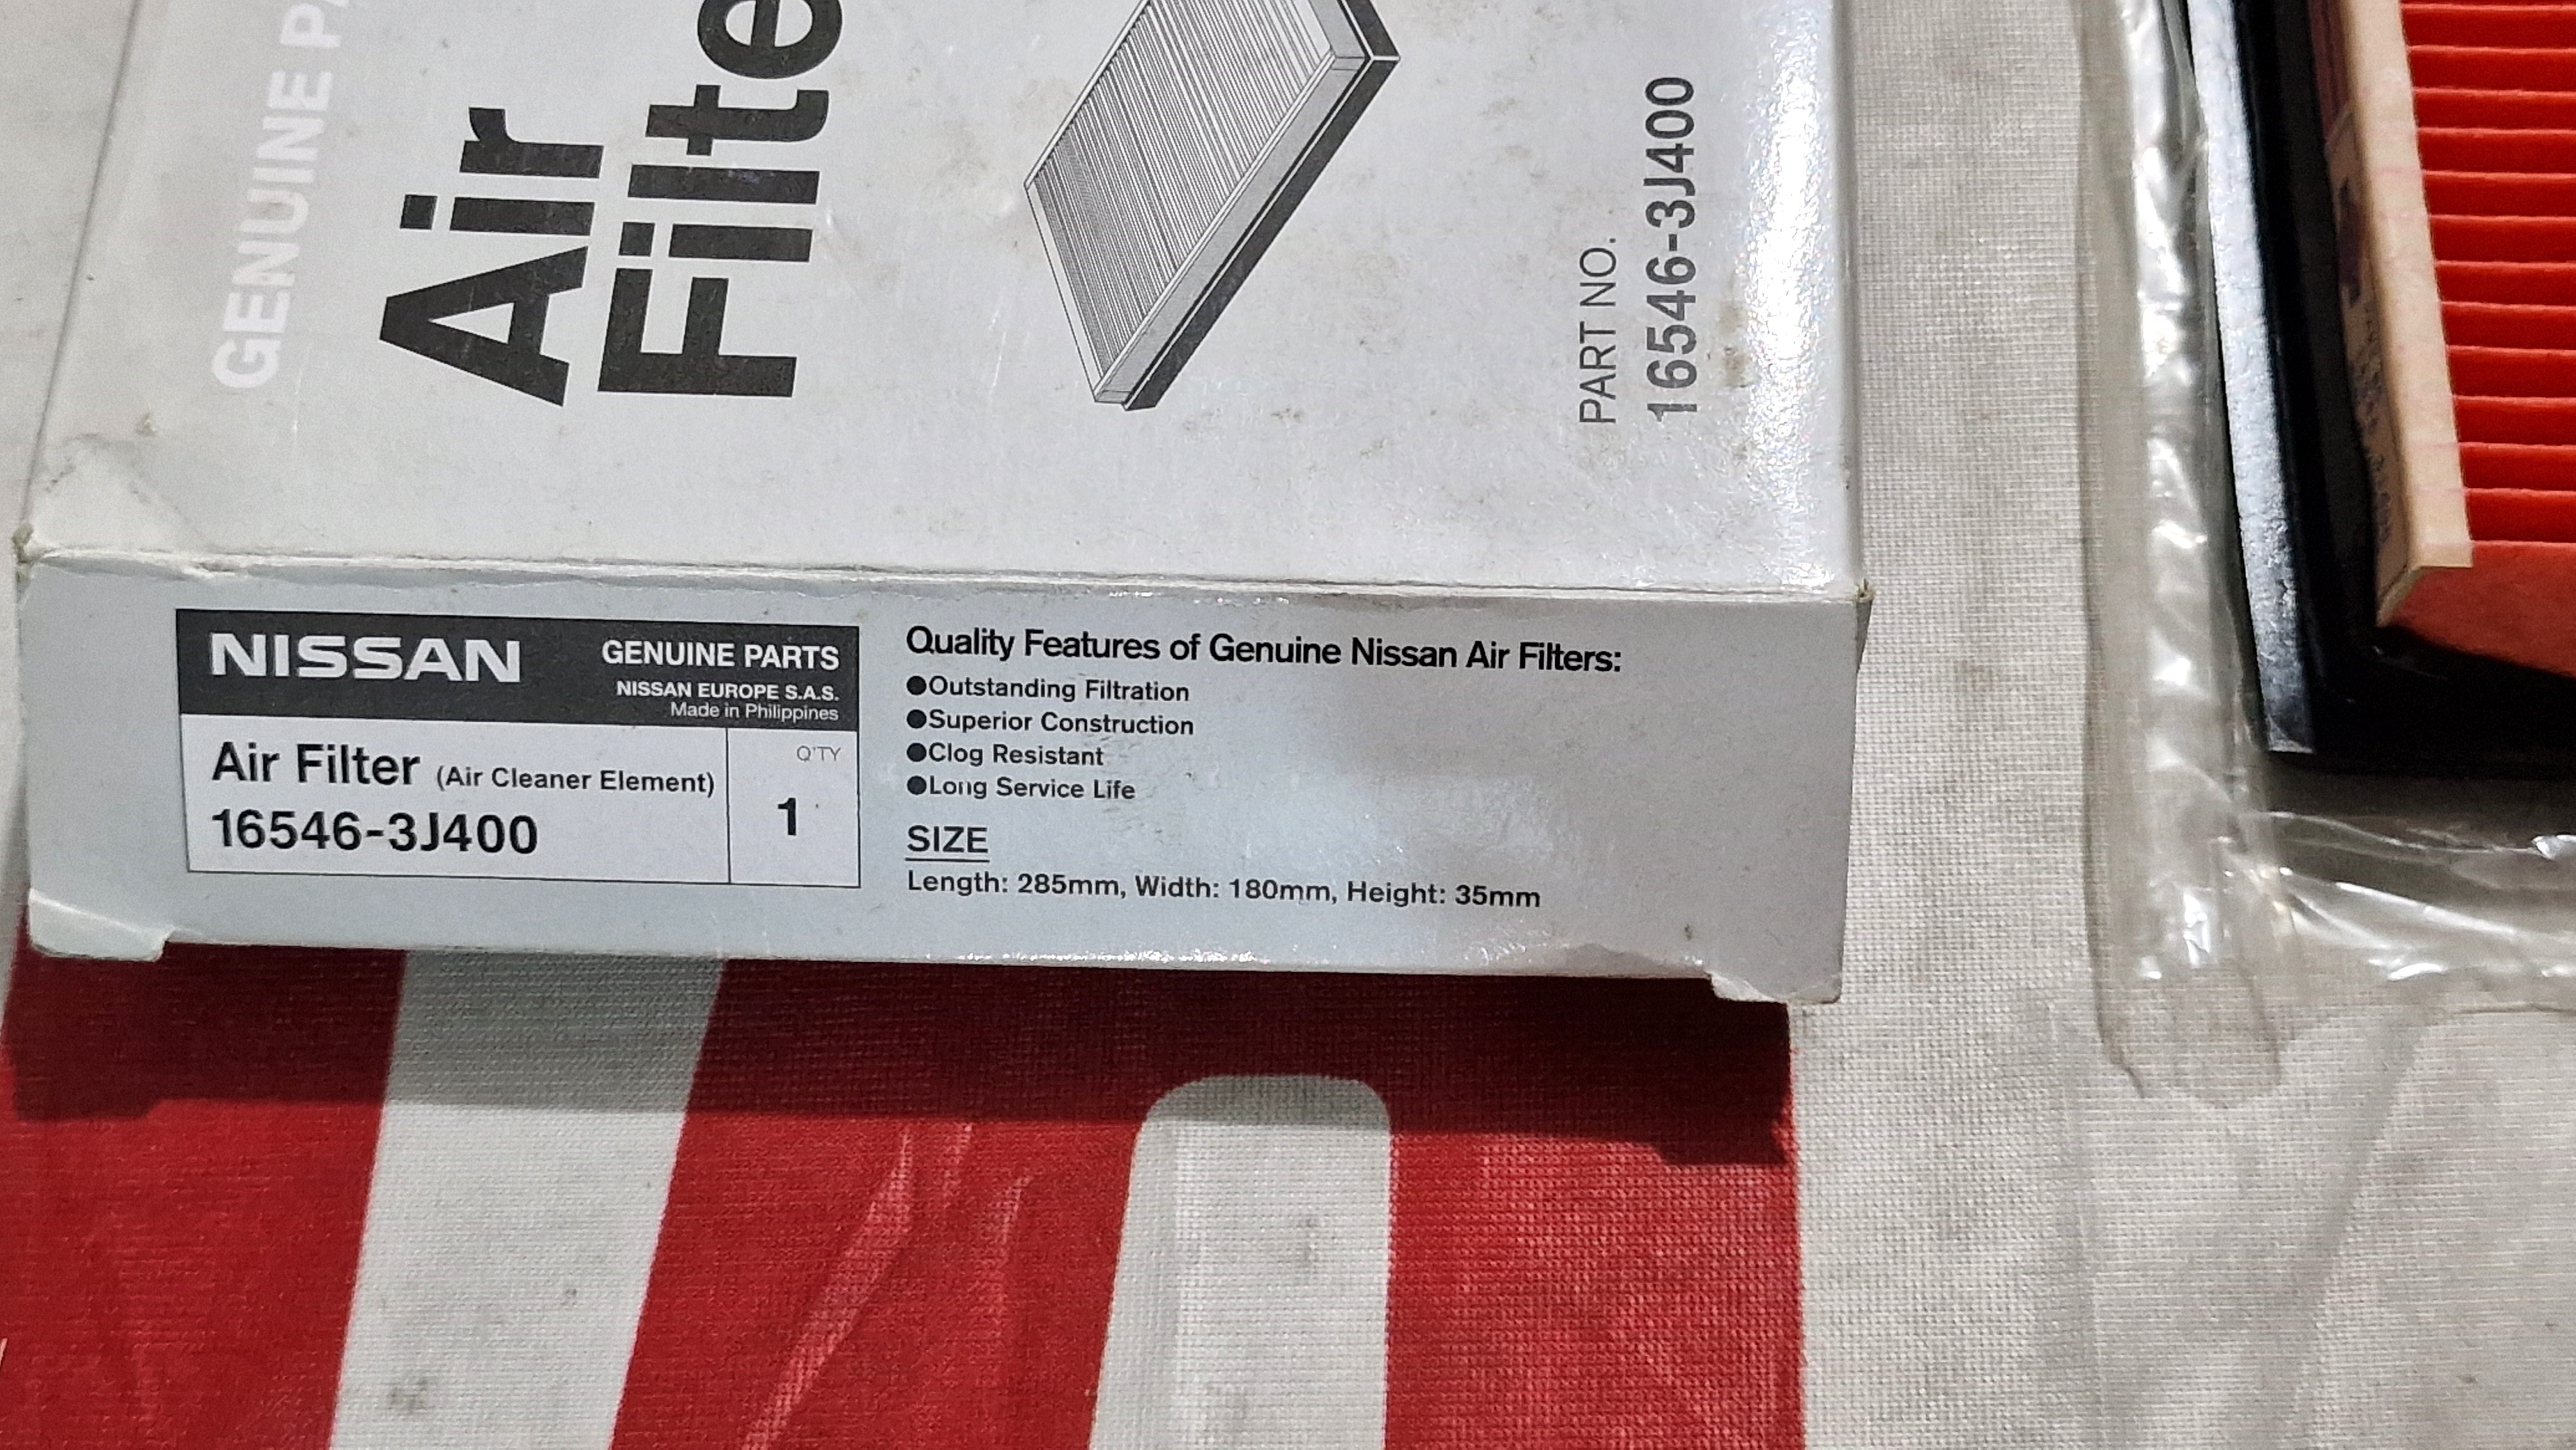 GENUINE
Air
Filte
PART NO.
16546-3J400
NISSAN
GENUINE PARTS
NISSAN EUROPE S.A.S.
Made in Philippines
Air Filter (Air Cleaner Element)
16546-3J400
Q'TY
1
Quality Features of Genuine Nissan Air Filters:
●Outstanding Filtration
●Superior Construction
●Clog Resistant
●Long Service Life
SIZE
Length: 285mm, Width: 180mm, Height: 35mm